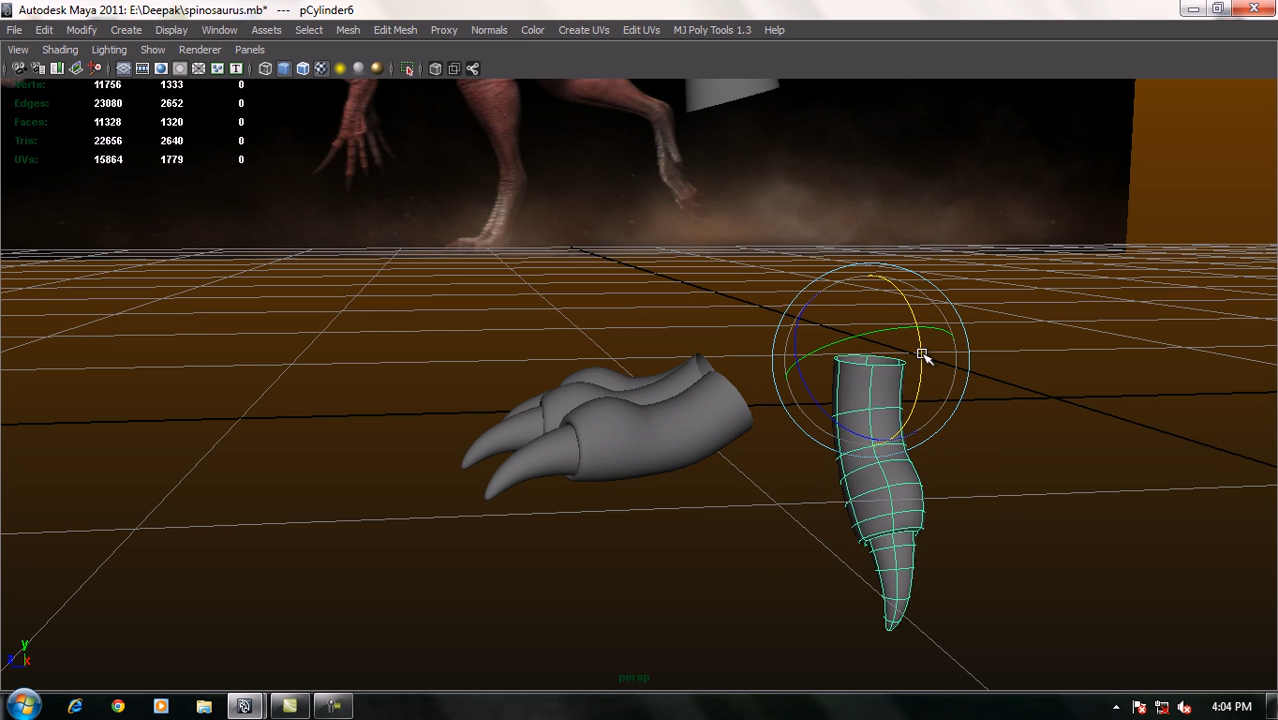 Autodesk Maya 2011: E:\Deepak\spinosaurus.mb* --- pCylinder6
File Edit Modify Create Display Window Assets Select Mesh Edit Mesh Proxy Normals Color Create UVs Edit UVs MJ Poly Tools 1.3 Help
View Shading Lighting Show Renderer Panels
Verts: 11756 1333 0
Edges: 23080 2652 0
Faces: 11328 1320 0
Tris: 22656 2640 0
UVs: 15864 1779 0
y
z x
persp
4:04 PM